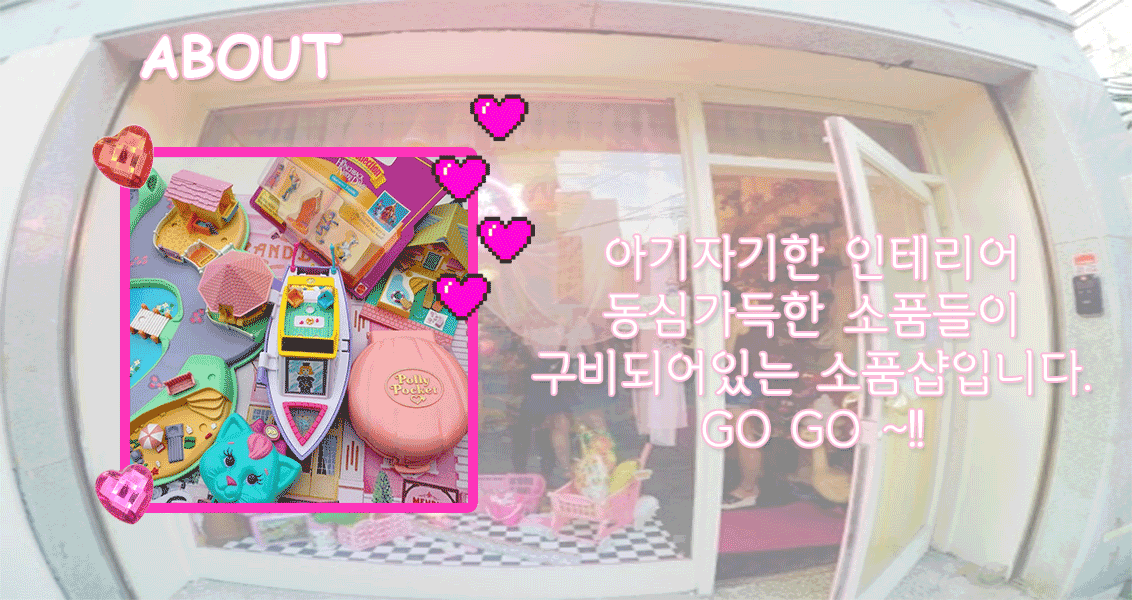 ABOUT
아기자기한 인테리어
동심가득한 소품들이
구비되어있는 소품샵입니다.
GO GO ~!!
Polly
Pocket